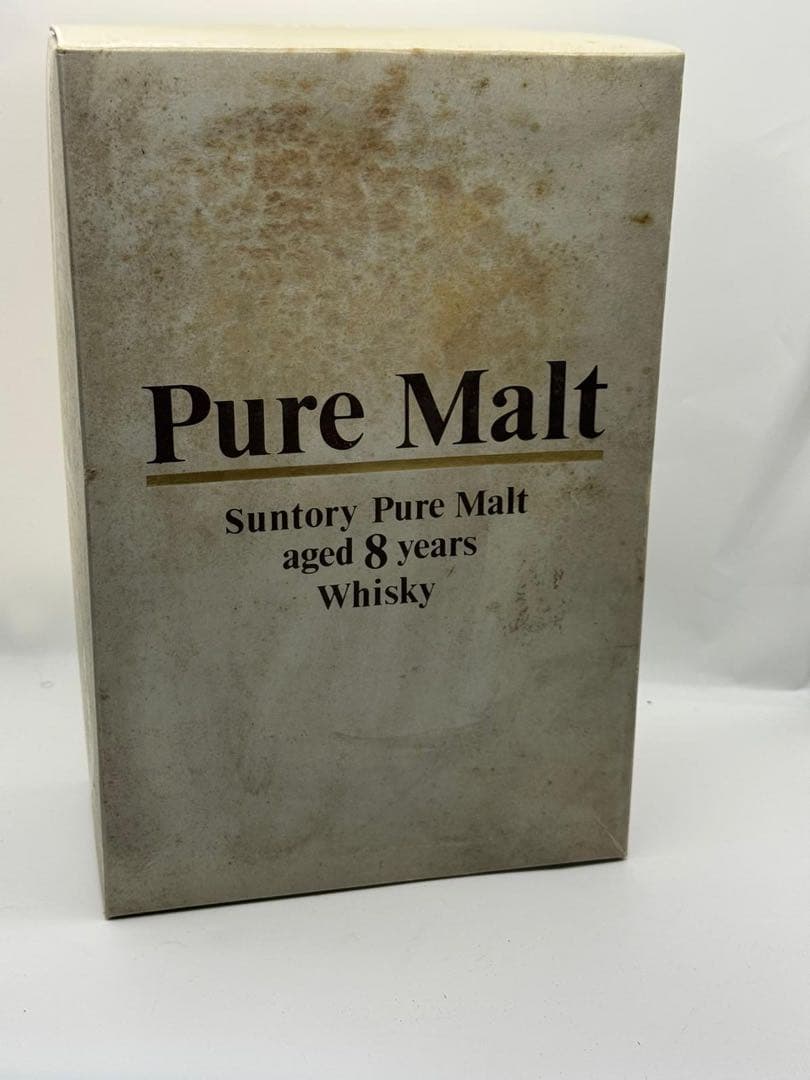 Pure Malt
Suntory Pure Malt
aged 8 years
Whisky